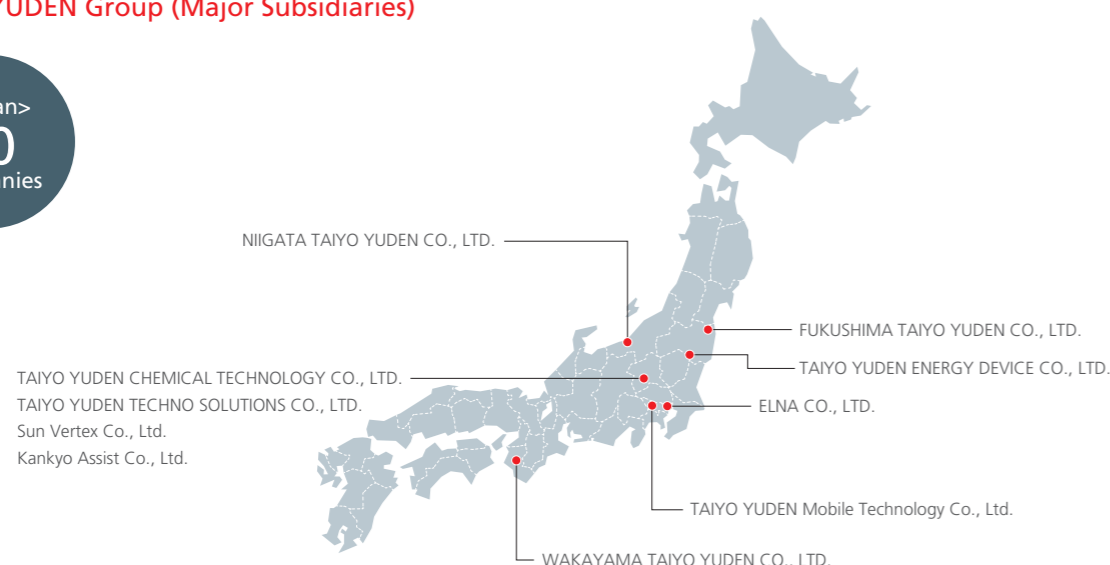 YUDEN Group (Major Subsidiaries)
an>
0
nies
NIIGATA TAIYO YUDEN CO., LTD.
FUKUSHIMA TAIYO YUDEN CO., LTD.
TAIYO YUDEN ENERGY DEVICE CO., LTD.
TAIYO YUDEN CHEMICAL TECHNOLOGY CO., LTD.
TAIYO YUDEN TECHNO SOLUTIONS CO., LTD.
Sun Vertex Co., Ltd.
Kankyo Assist Co., Ltd.
ELNA CO., LTD.
TAIYO YUDEN Mobile Technology Co., Ltd.
WAKAYAMA TAIYO YUDEN CO., LTD.